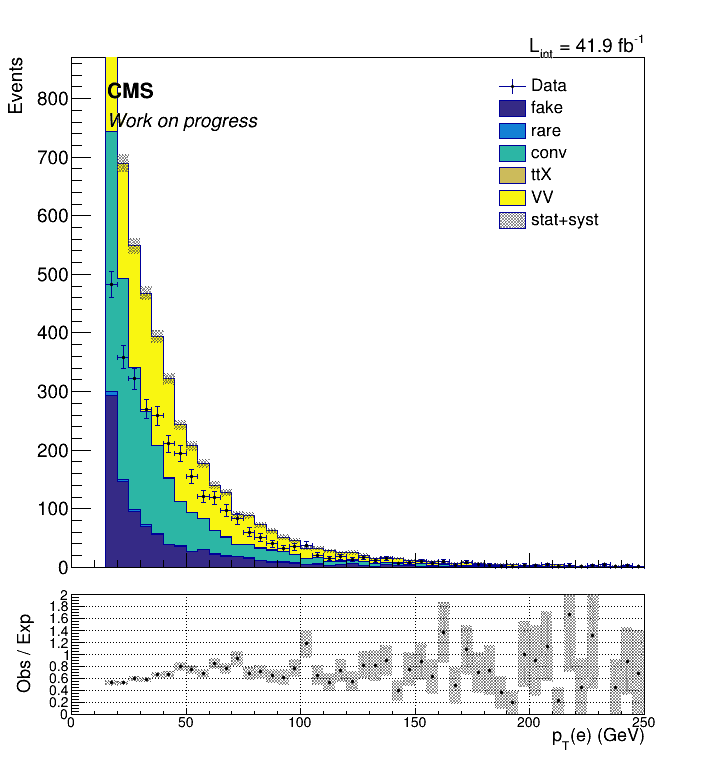 L_int = 41.9 fb^-1
Events
CMS
Work on progress
Data
fake
rare
conv
ttX
VV
stat+syst
800
700
600
500
400
300
200
100
0
Obs / Exp
2
1.8
1.6
1.4
1.2
1
0.8
0.6
0.4
0.2
0
0 50 100 150 200 250
p_T(e) (GeV)